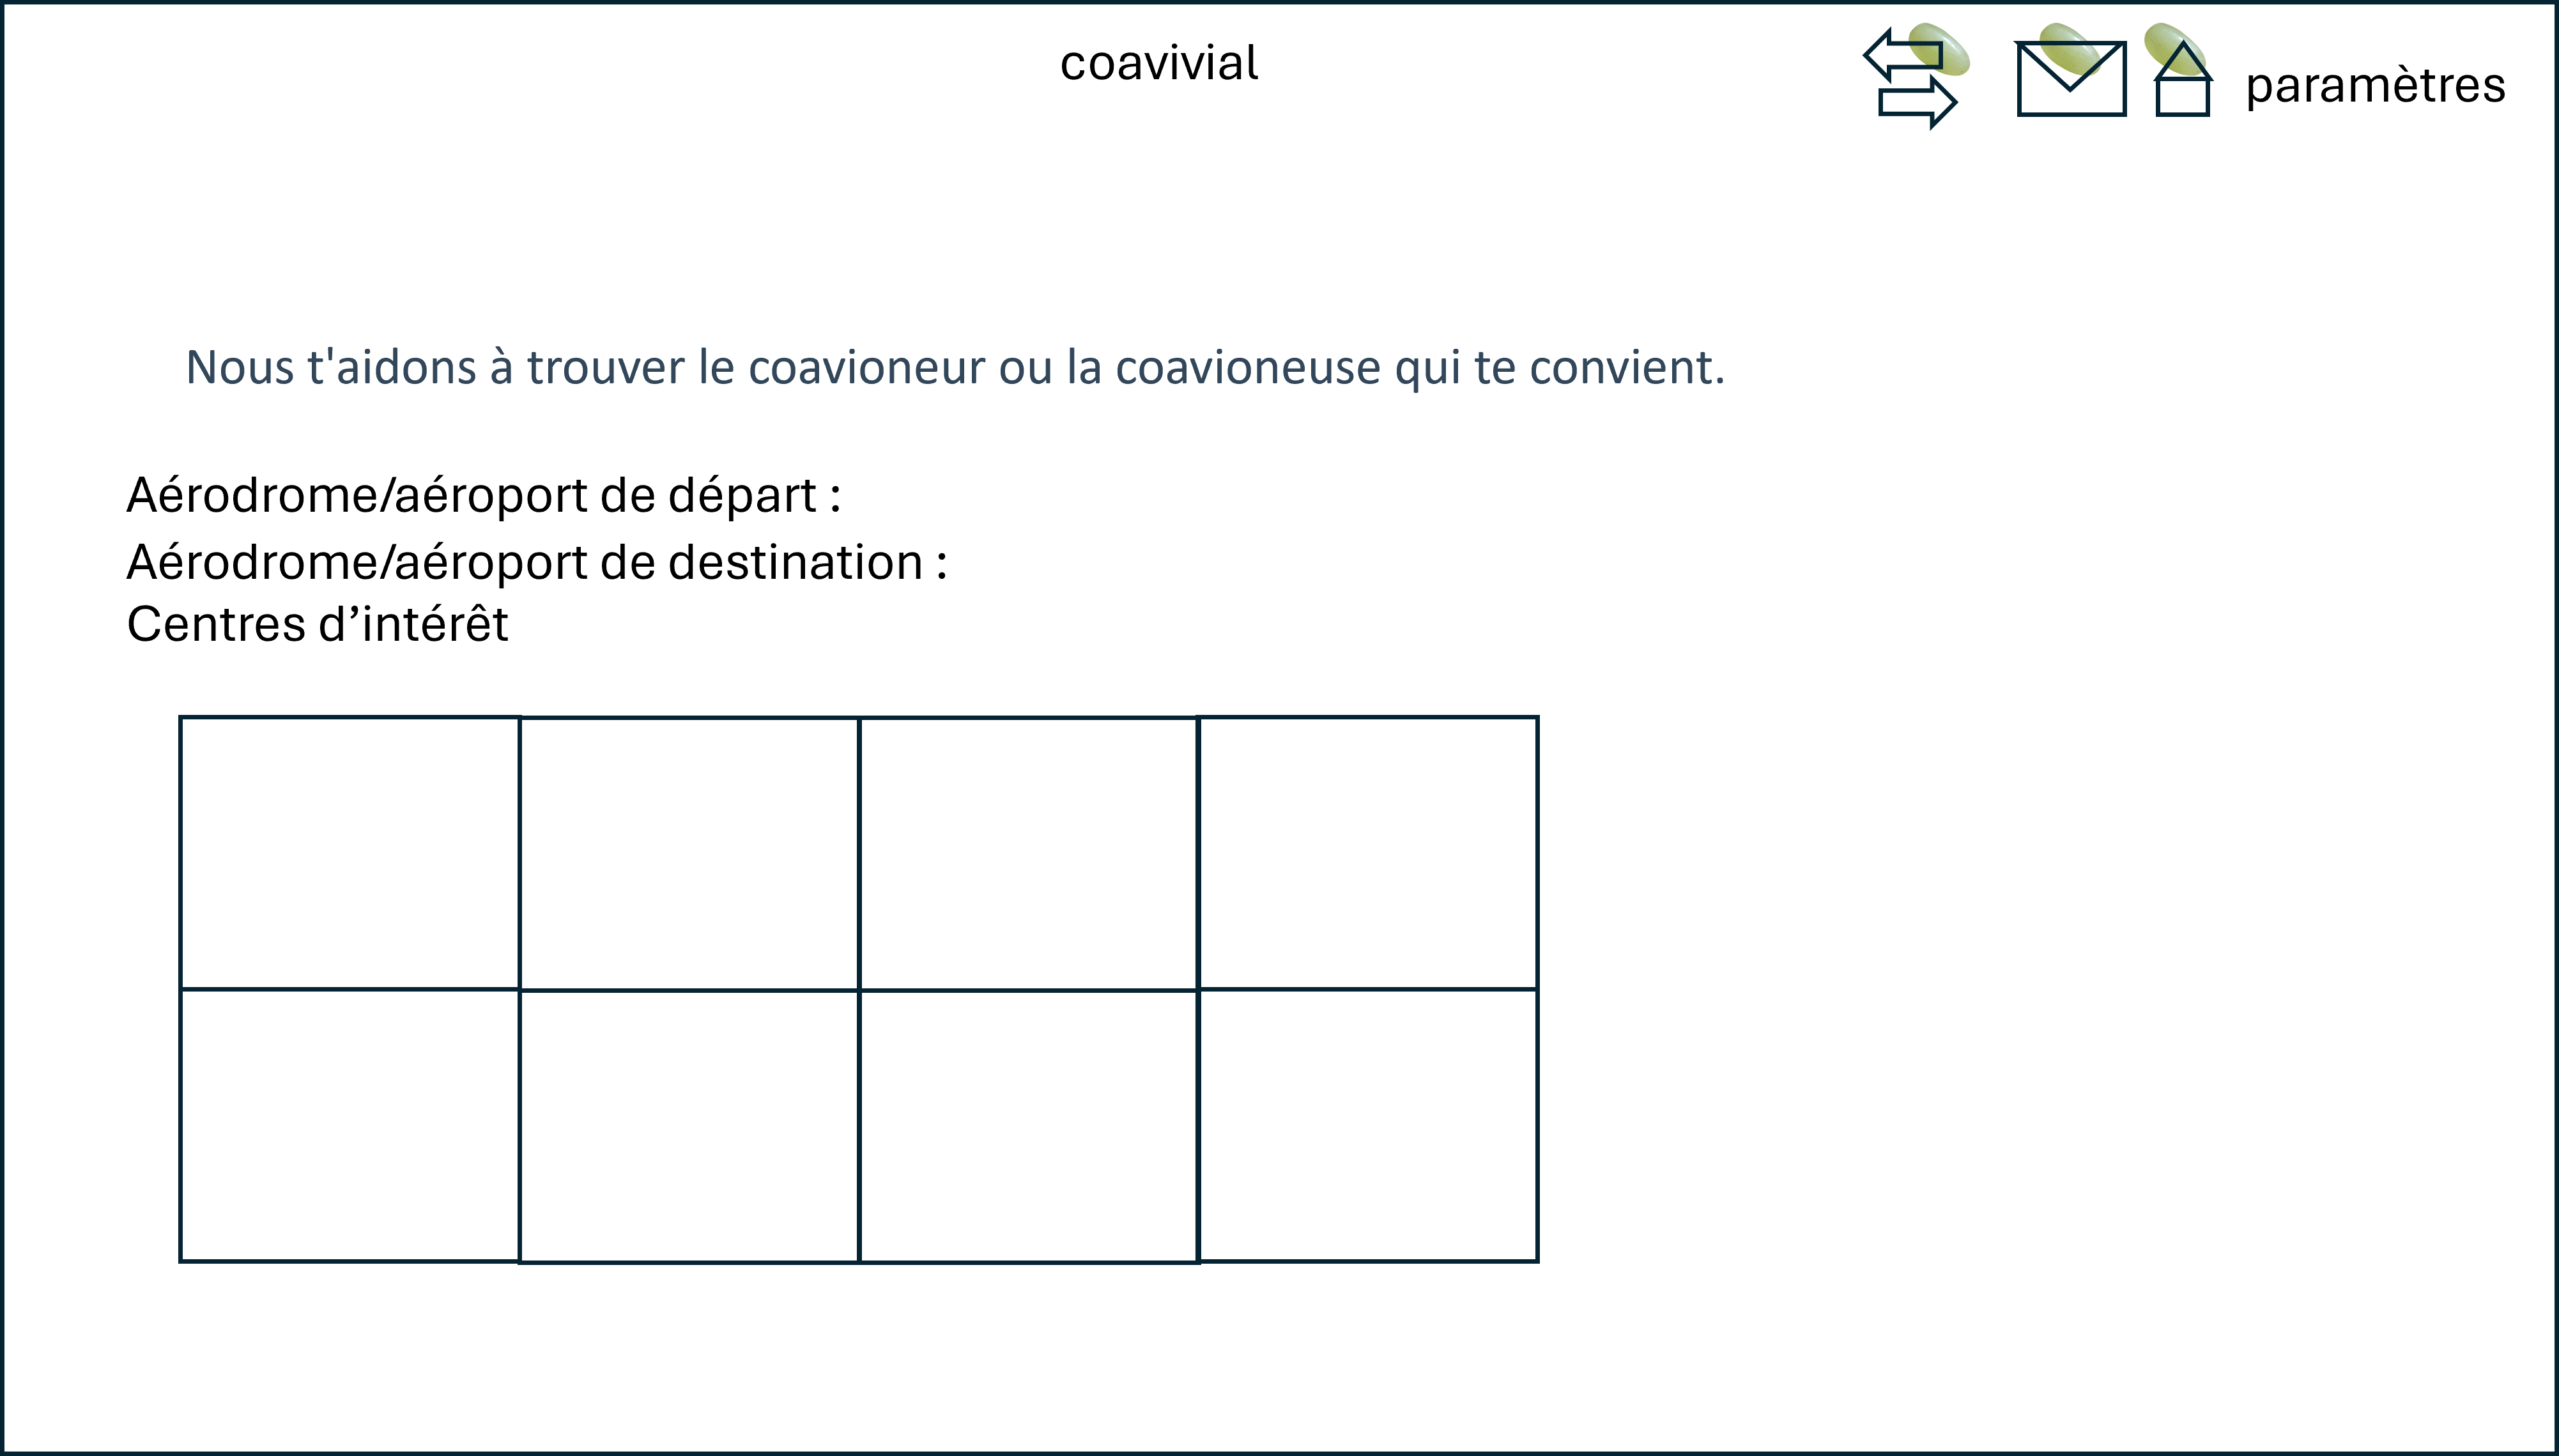 coavivial
paramètres
Nous t'aidons à trouver le coavioneur ou la coavioneuse qui te convient.
Aérodrome/aéroport de départ :
Aérodrome/aéroport de destination :
Centres d’intérêt